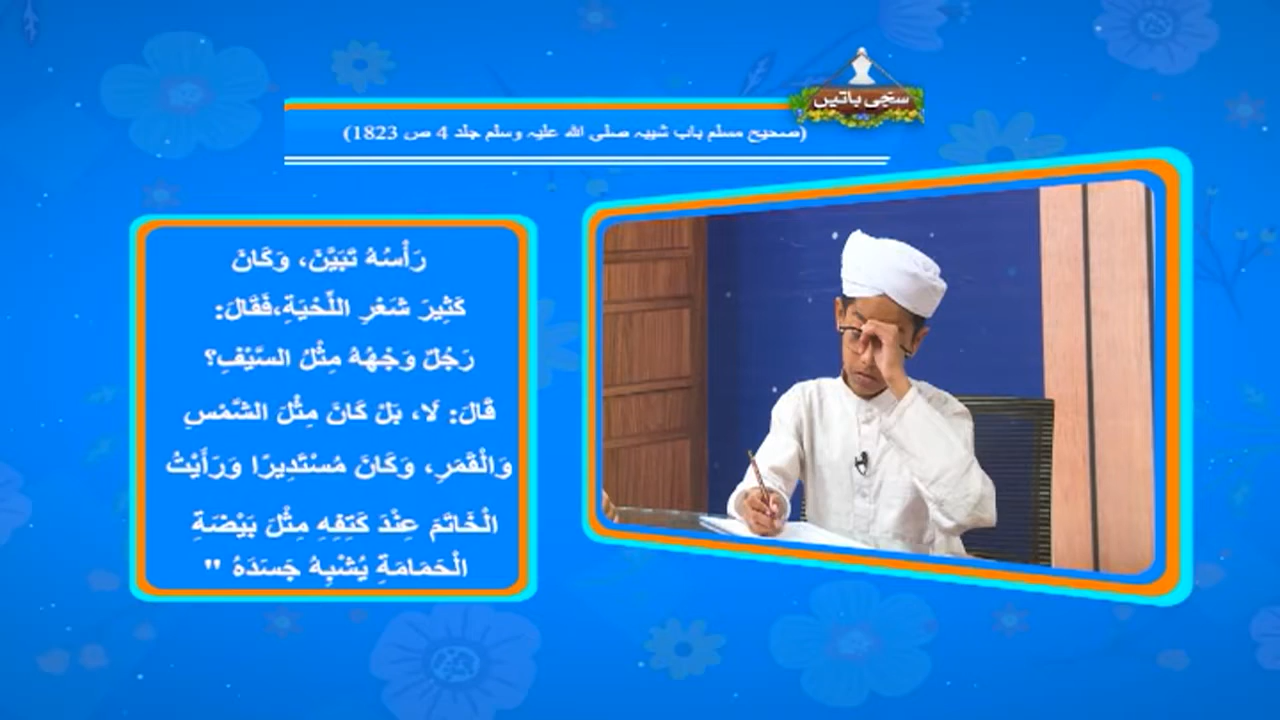 سچی باتیں
(صحیح مسلم باب شیبہ صلی اللہ علیہ وسلم جلد 4 ص 1823)
رَأْسُهُ تَبَيَّنَ، وَكَانَ
كَثِيرَ شَعْرِ اللِّحْيَةِ،فَقَالَ:
رَجُلٌ وَجْهُهُ مِثْلُ السَّيْفِ؟
قَالَ: لَا، بَلْ كَانَ مِثْلَ الشَّمْسِ
وَالْقَمَرِ، وَكَانَ مُسْتَدِيرًا وَرَأَيْتُ
الْخَاتَمَ عِنْدَ كَتِفِهِ مِثْلَ بَيْضَةِ
الْحَمَامَةِ يُشْبِهُ جَسَدَهُ "